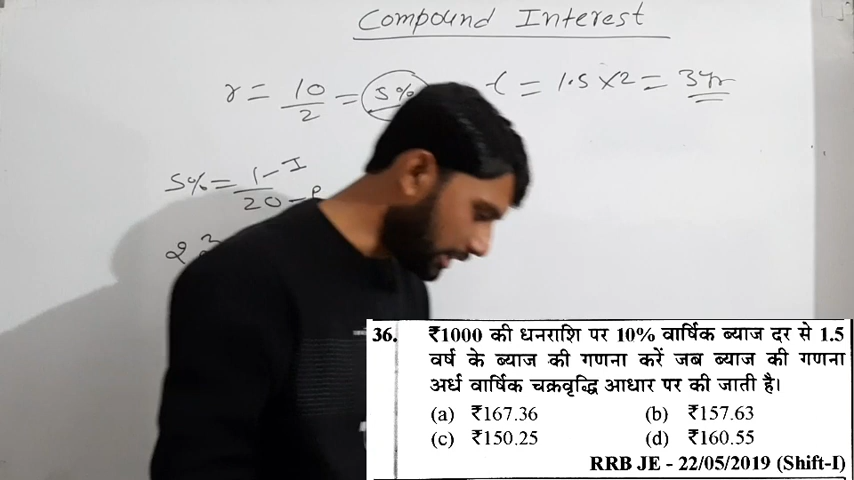 Compound Interest
r = 10/2 = 5% t = 1.5 × 2 = 3yr
5% = 1 - I
20 - P
36. ₹1000 की धनराशि पर 10% वार्षिक ब्याज दर से 1.5
वर्ष के ब्याज की गणना करें जब ब्याज की गणना
अर्ध वार्षिक चक्रवृद्धि आधार पर की जाती है।
(a) ₹167.36 (b) ₹157.63
(c) ₹150.25 (d) ₹160.55
RRB JE - 22/05/2019 (Shift-I)